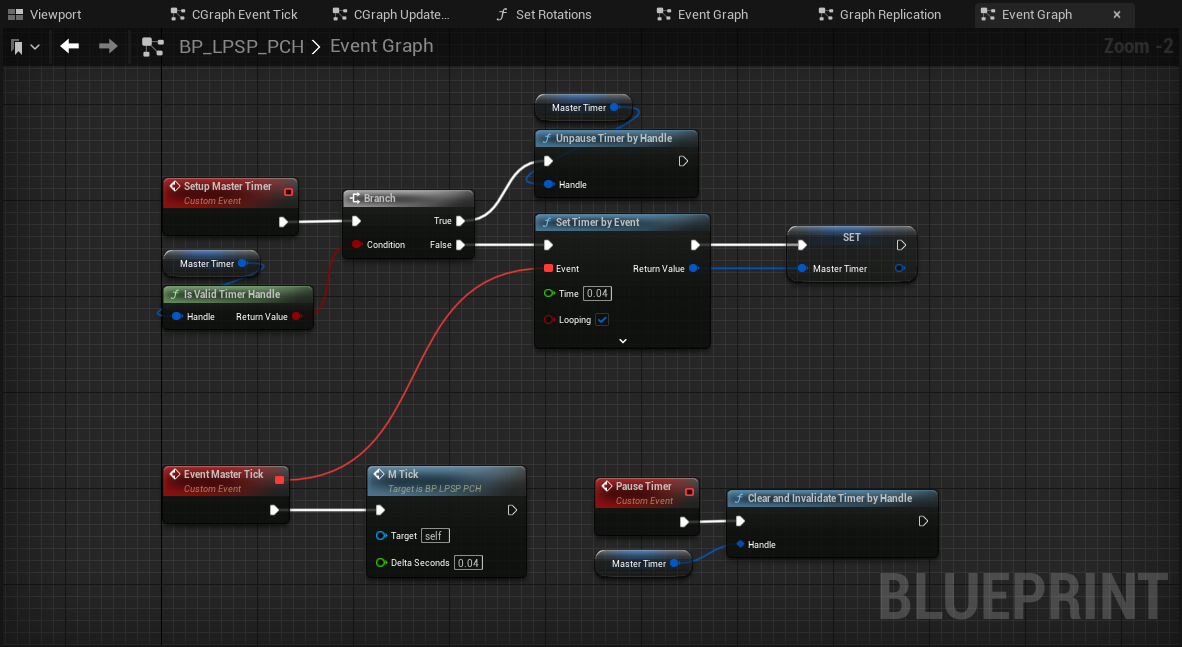 Viewport
CGraph Event Tick
CGraph Update...
Set Rotations
Event Graph
Graph Replication
Event Graph
BP_LPSP_PCH > Event Graph
Zoom -2
Master Timer
Unpause Timer by Handle
Handle
Setup Master Timer
Custom Event
Branch
True
Condition
False
Master Timer
Is Valid Timer Handle
Handle
Return Value
Set Timer by Event
Event
Return Value
Time 0.04
Looping
SET
Master Timer
Event Master Tick
Custom Event
M Tick
Target is BP LPSP PCH
Target self
Delta Seconds 0.04
Pause Timer
Custom Event
Master Timer
Clear and Invalidate Timer by Handle
Handle
BLUEPRINT